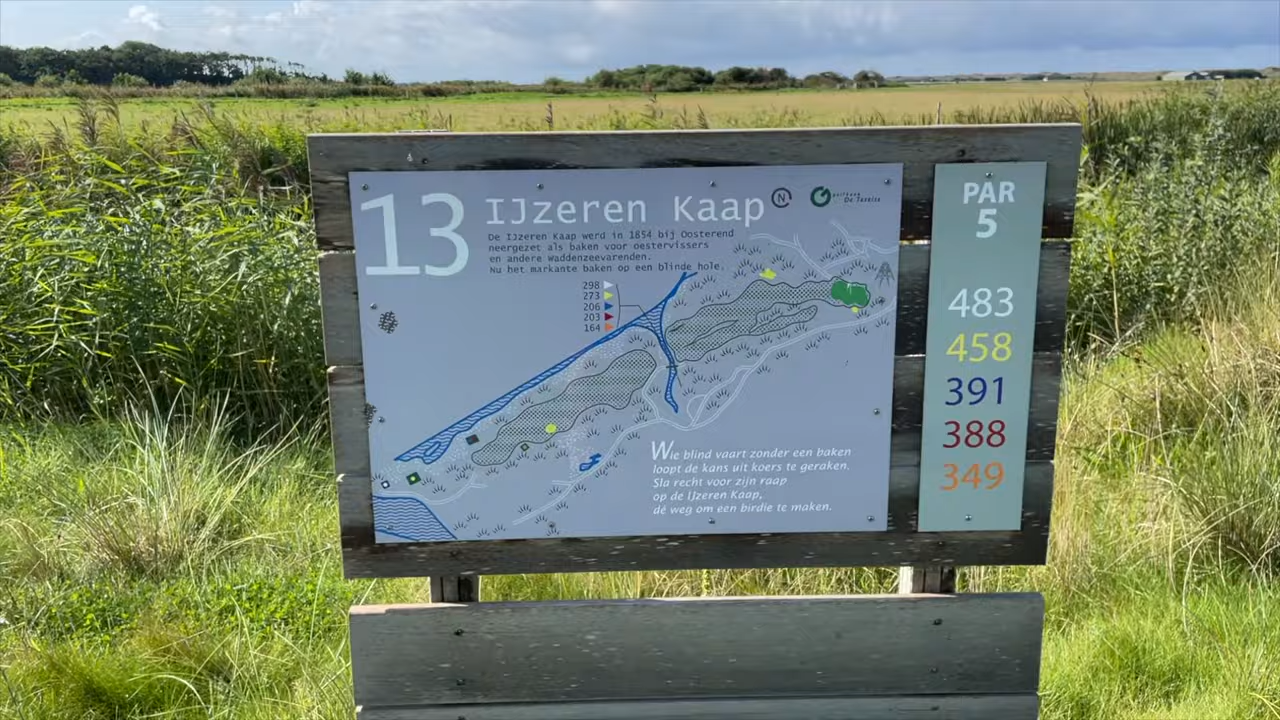 13
IJzeren Kaap
N
De IJzeren Kaap werd in 1854 bij Oosterend
neergezet als baken voor oestervissers
en andere Waddenzeevarenden.
Nu het markante baken op een blinde hole.
298
273
206
203
164
Wie blind vaart zonder een baken
loopt de kans uit koers te geraken.
Sla recht voor zijn raap
op de IJzeren Kaap,
dé weg om een birdie te maken.
PAR
5
483
458
391
388
349